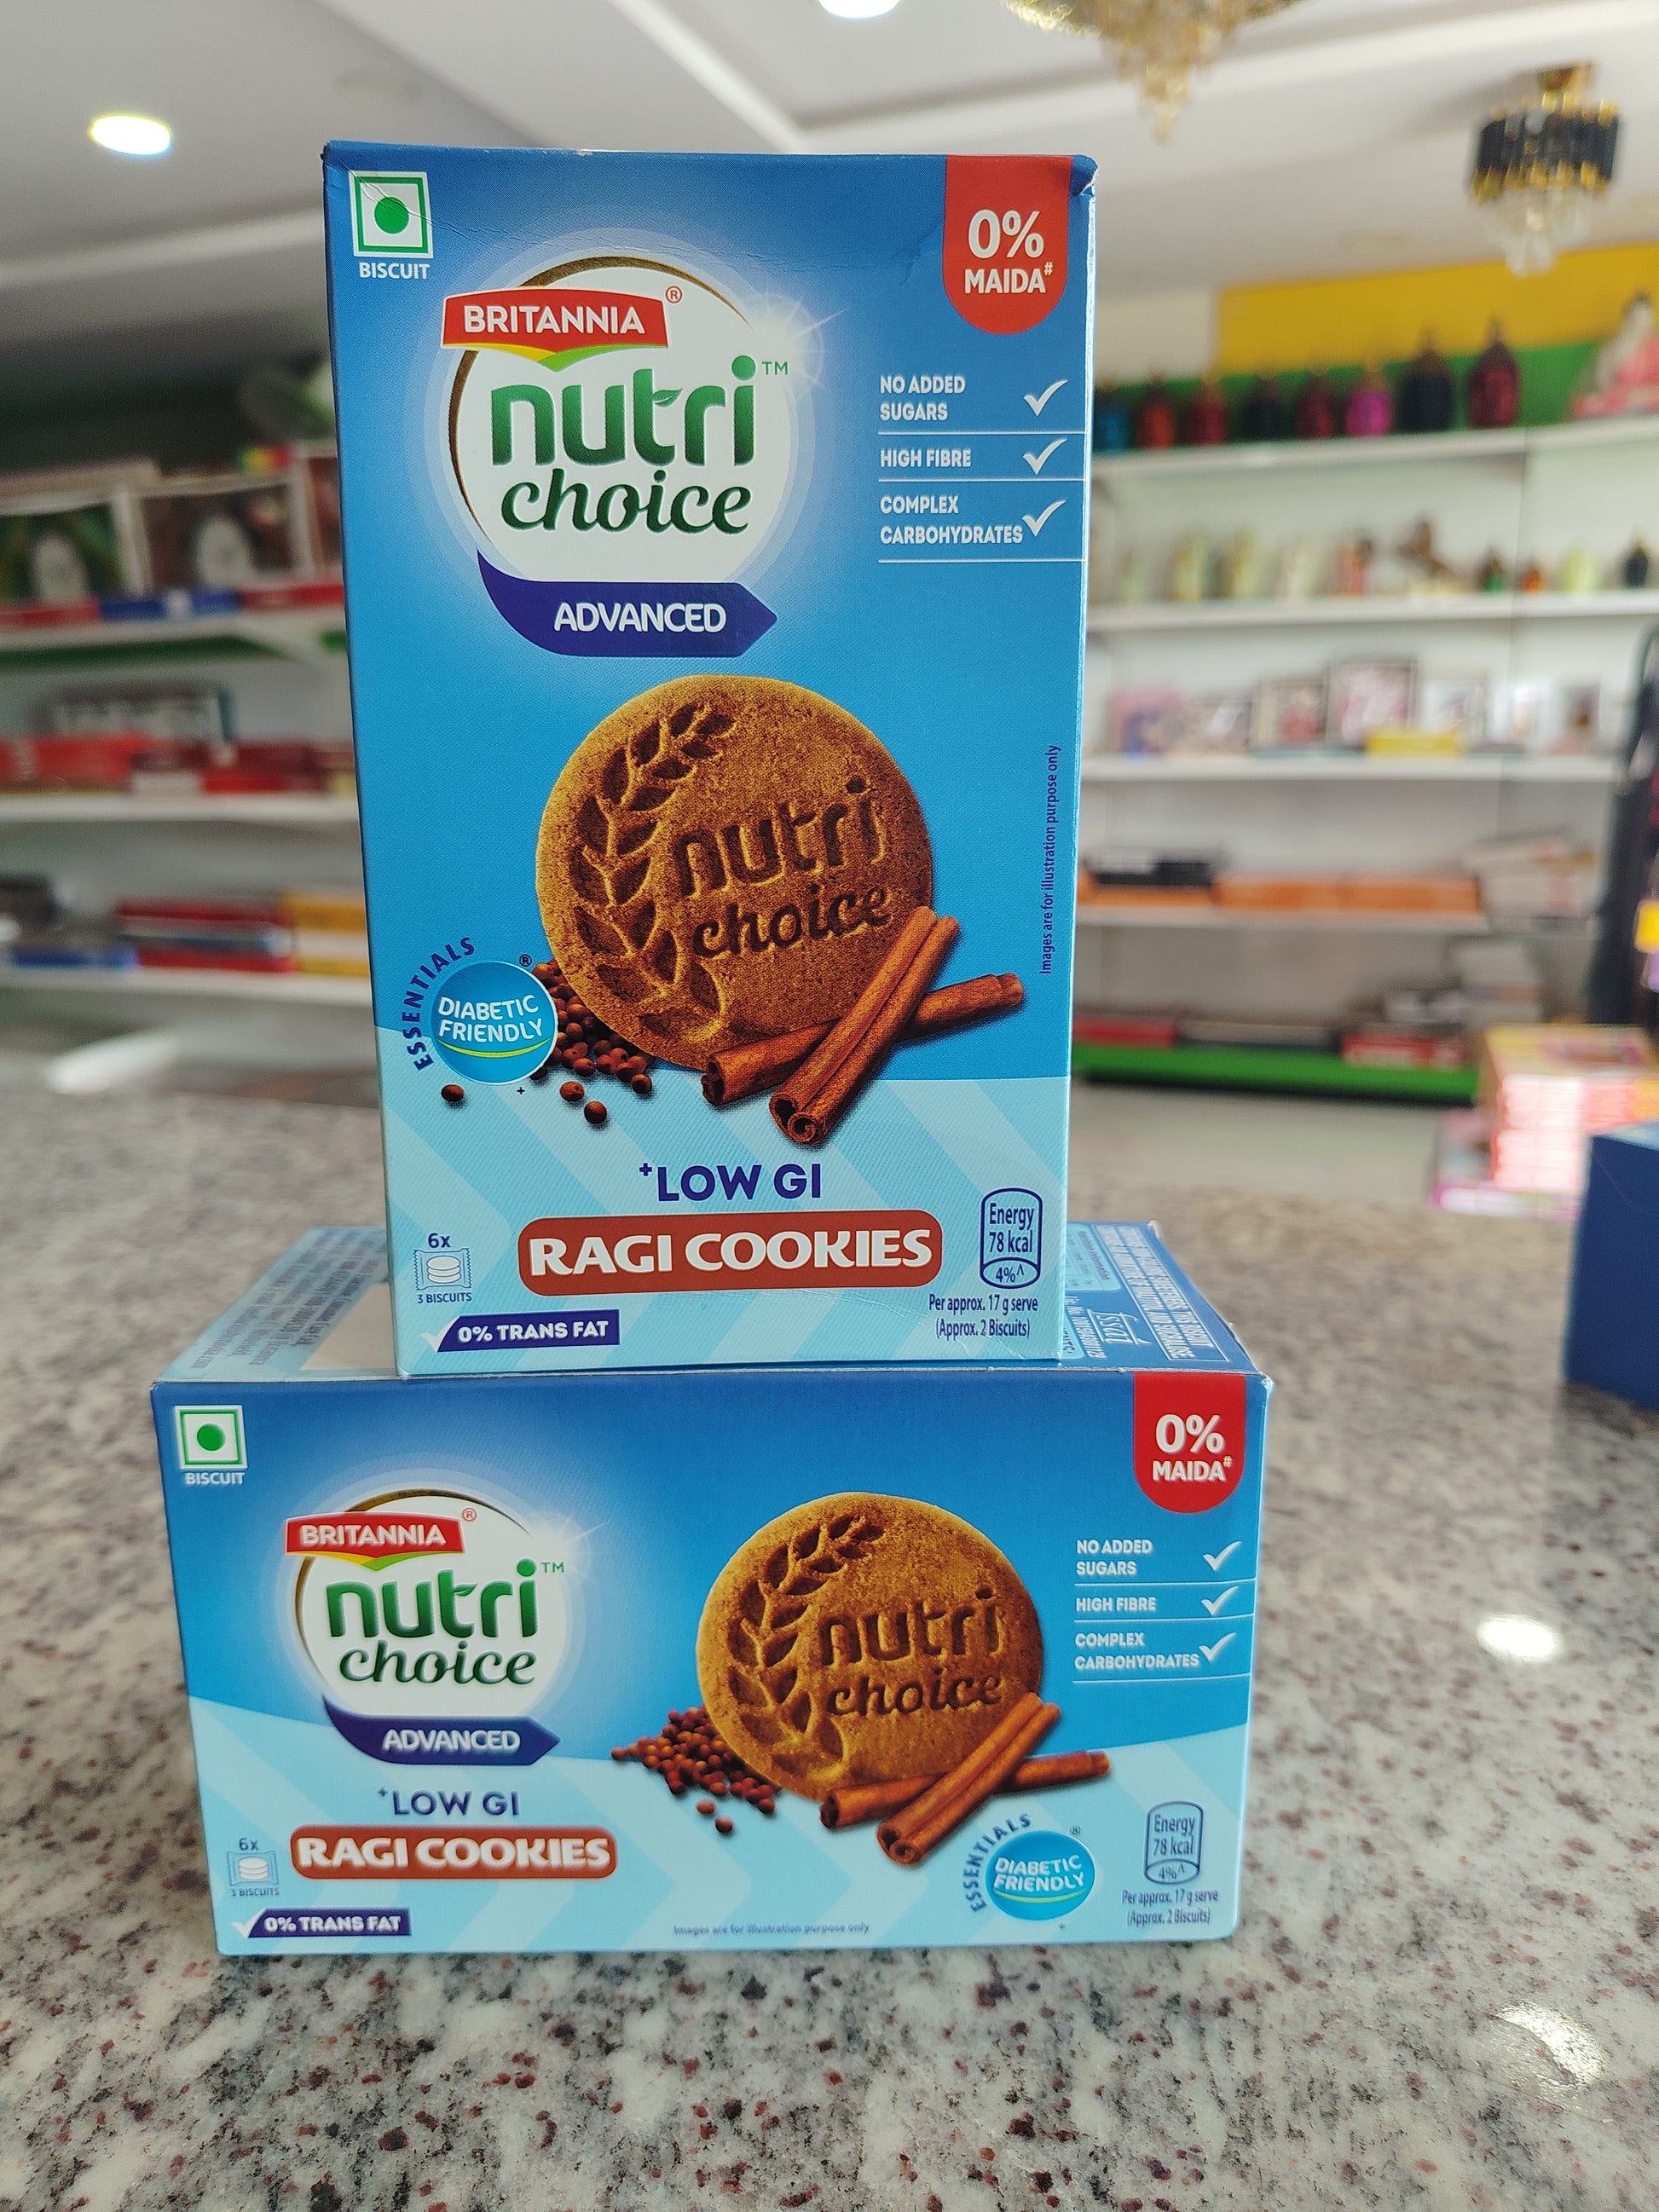 BISCUIT
0%
MAIDA#
BRITANNIA®
nutri™
choice
ADVANCED
NO ADDED
SUGARS
HIGH FIBRE
COMPLEX
CARBOHYDRATES
nutri
choice
Images are for illustration purpose only
ESSENTIALS®
DIABETIC
FRIENDLY
+
+LOW GI
RAGI COOKIES
6x
3 BISCUITS
0% TRANS FAT
Energy
78 kcal
4%^
Per approx. 17 g serve
(Approx. 2 Biscuits)
BISCUIT
0%
MAIDA#
BRITANNIA®
nutri™
choice
ADVANCED
NO ADDED
SUGARS
HIGH FIBRE
COMPLEX
CARBOHYDRATES
nutri
choice
+LOW GI
RAGI COOKIES
6x
3 BISCUITS
0% TRANS FAT
Images are for illustration purpose only
ESSENTIALS®
DIABETIC
FRIENDLY
+
Energy
78 kcal
4%^
Per approx. 17 g serve
(Approx. 2 Biscuits)